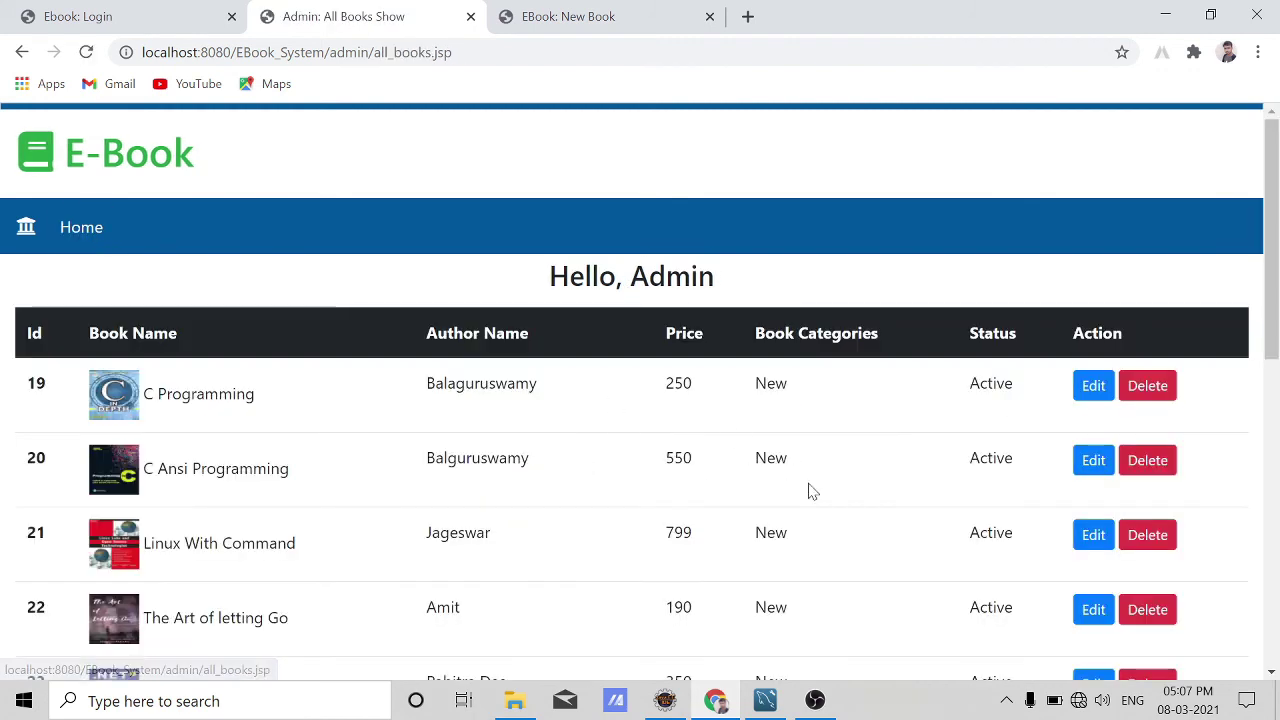 Ebook: Login
Admin: All Books Show
EBook: New Book
localhost:8080/EBook_System/admin/all_books.jsp
Apps
Gmail
YouTube
Maps
E-Book
Home
Hello, Admin
Id Book Name Author Name Price Book Categories Status Action
19 C Programming Balaguruswamy 250 New Active Edit Delete
20 C Ansi Programming Balguruswamy 550 New Active Edit Delete
21 Linux With Command Jageswar 799 New Active Edit Delete
22 The Art of letting Go Amit 190 New Active Edit Delete
localhost:8080/EBook_System/admin/all_books.jsp
Type here to search
ENG
05:07 PM
08-03-2021